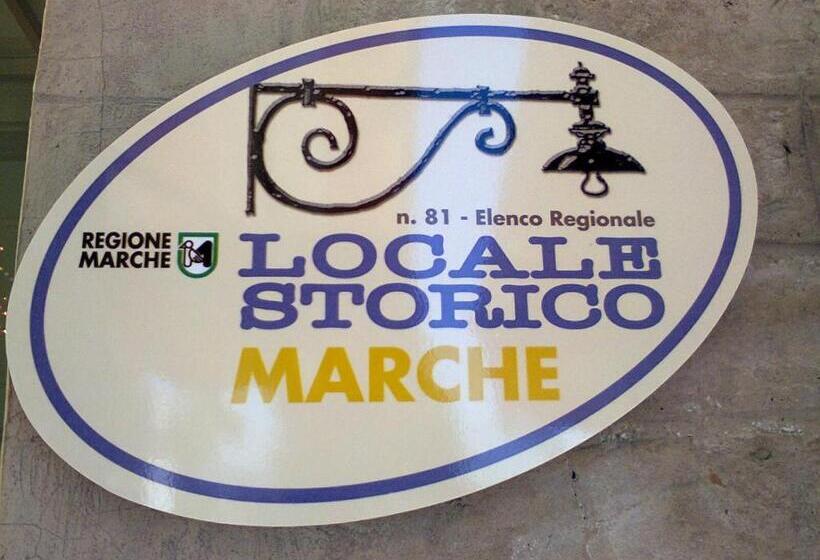 n. 81 - Elenco Regionale
REGIONE
MARCHE
LOCALE
STORICO
MARCHE